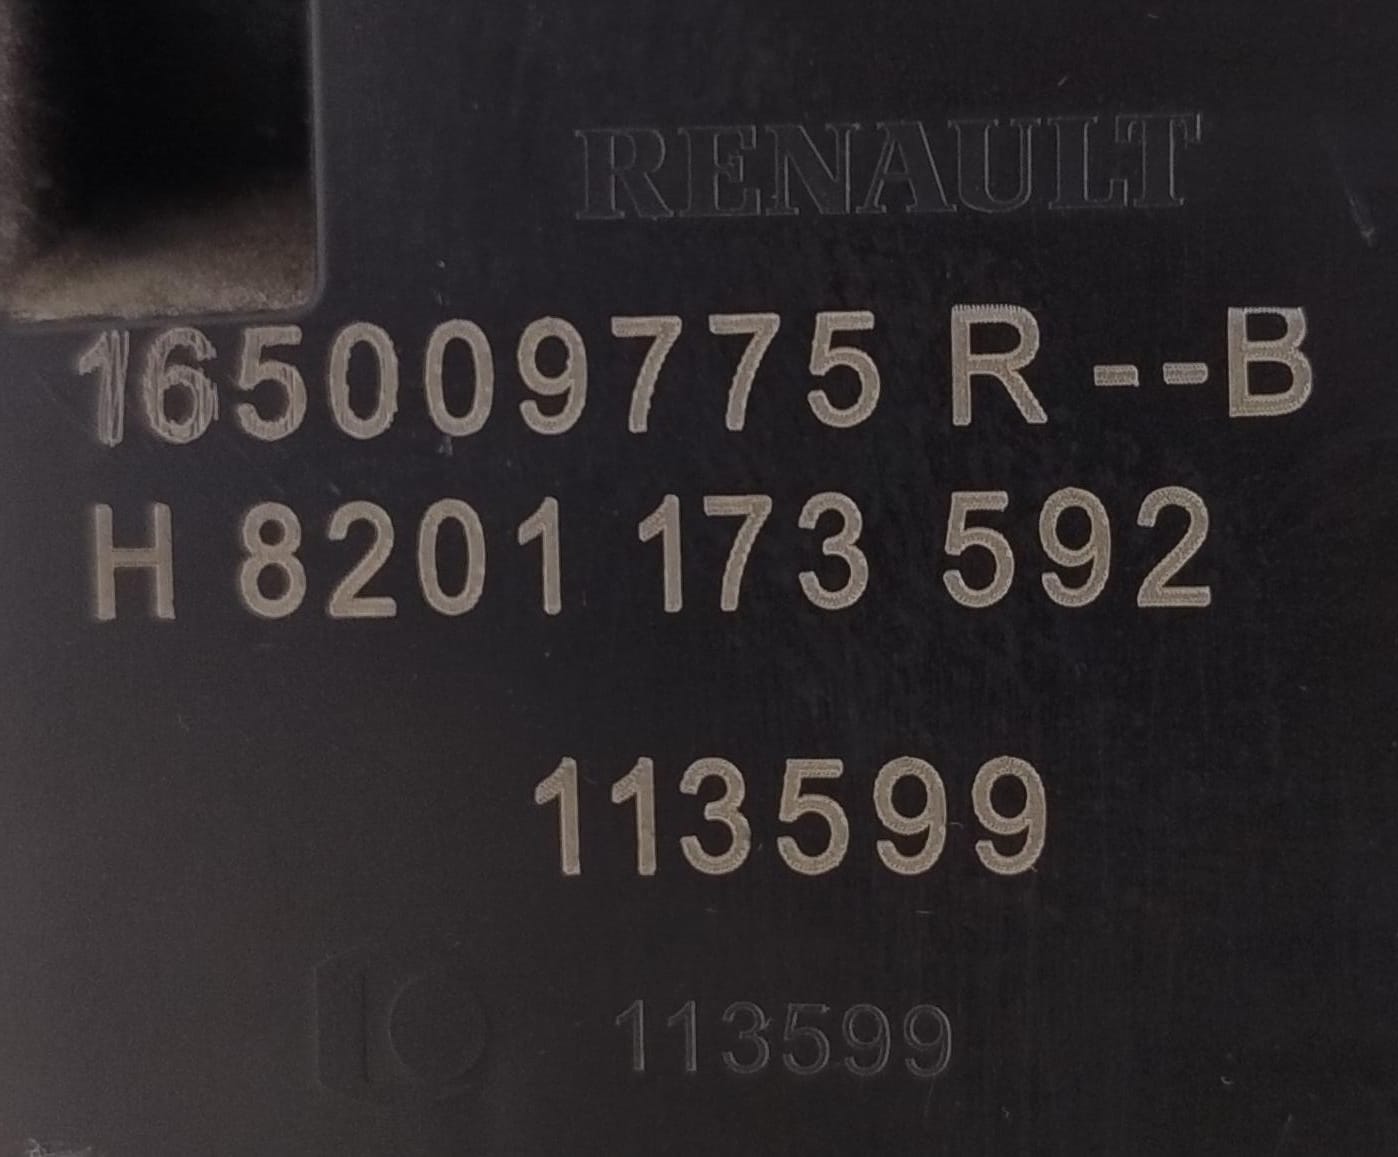 RENAULT
165009775 R--B
H 8201 173 592
113599
113599